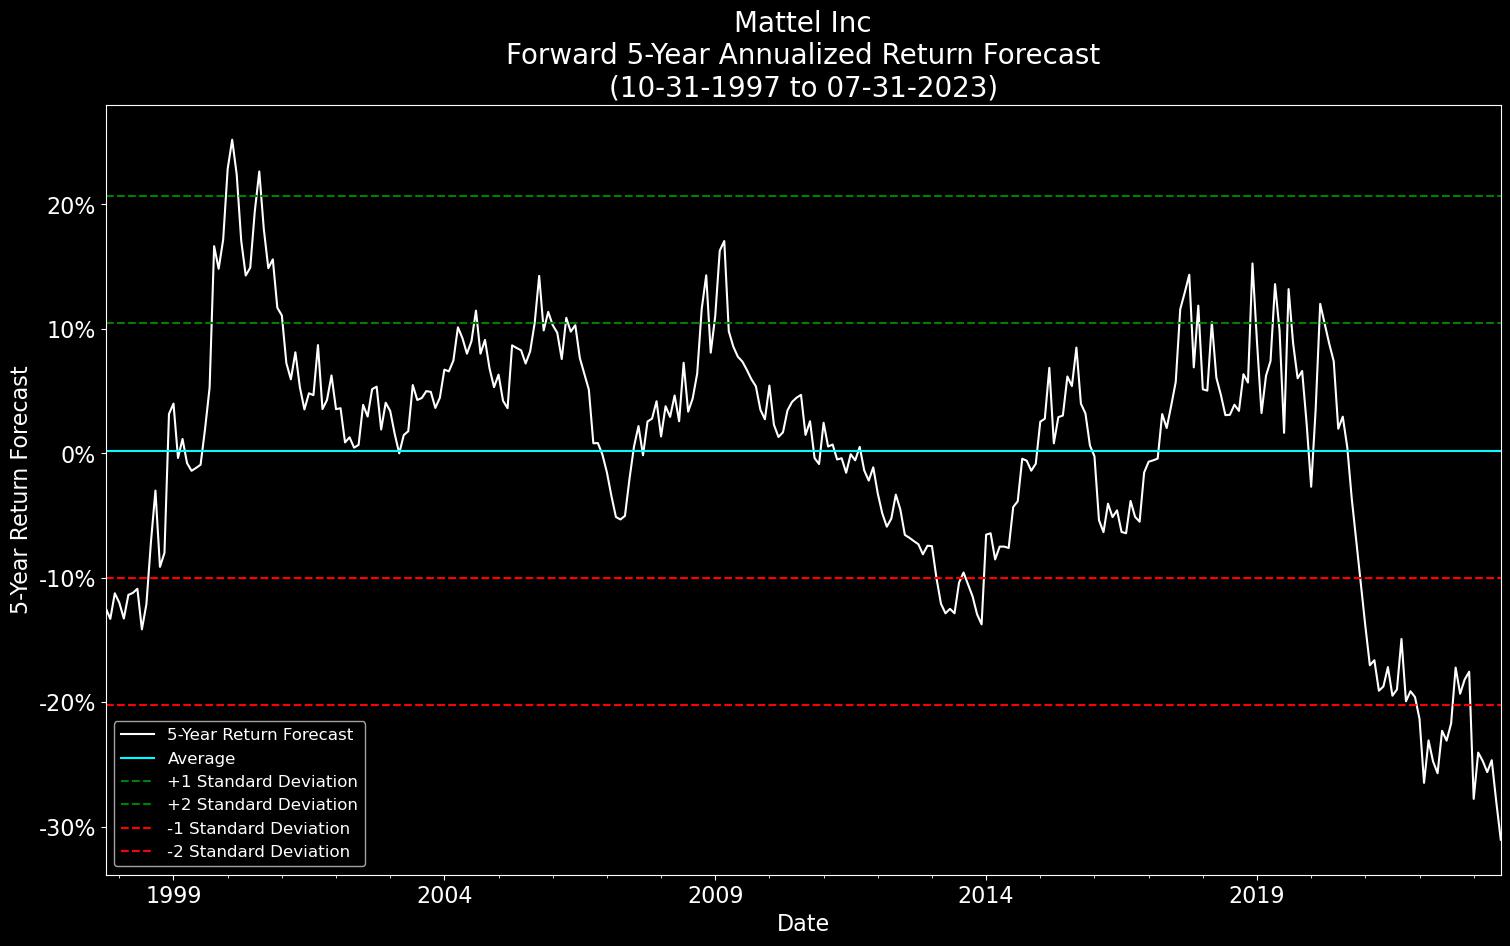 Mattel Inc
Forward 5-Year Annualized Return Forecast
(10-31-1997 to 07-31-2023)
5-Year Return Forecast
20%
10%
0%
-10%
-20%
-30%
5-Year Return Forecast
Average
+1 Standard Deviation
+2 Standard Deviation
-1 Standard Deviation
-2 Standard Deviation
1999
2004
2009
2014
2019
Date